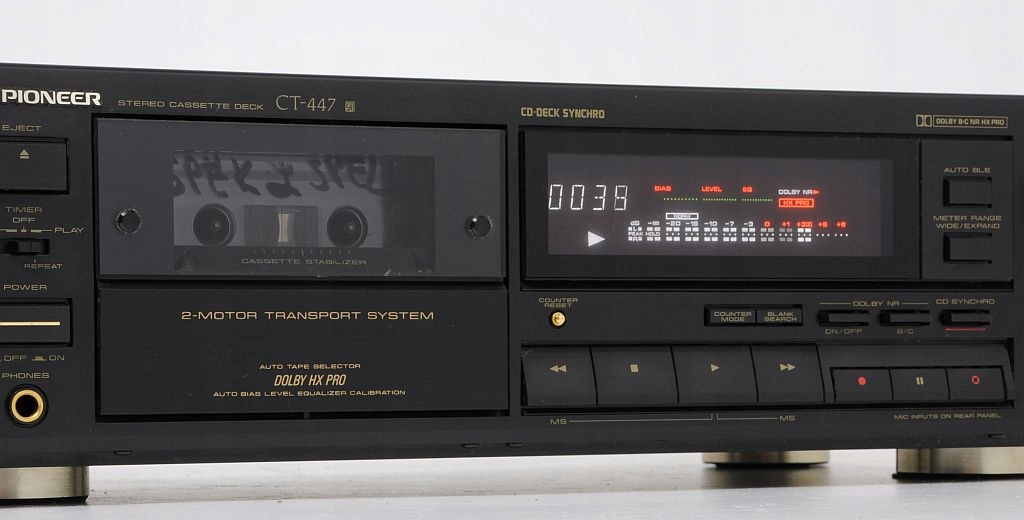 PIONEER STEREO CASSETTE DECK CT-447
CD-DECK SYNCHRO
DOLBY B-C NR HX PRO
EJECT
TIMER
OFF
PLAY
REPEAT
POWER
OFF ON
PHONES
CASSETTE STABILIZER
2-MOTOR TRANSPORT SYSTEM
AUTO TAPE SELECTOR
DOLBY HX PRO
AUTO BIAS LEVEL EQUALIZER CALIBRATION
0038
BIAS LEVEL EQ DOLBY NR
HX PRO
NORM
dB -∞ -20 -15 -10 -7 -3 0 +1
+6 +8
PEAK HOLD
AUTO BLE
METER RANGE
WIDE/EXPAND
COUNTER
RESET
COUNTER
MODE
BLANK
SEARCH
DOLBY NR
ON/OFF
B/C
CD SYNCHRO
MS
MS
MIC INPUTS ON REAR PANEL